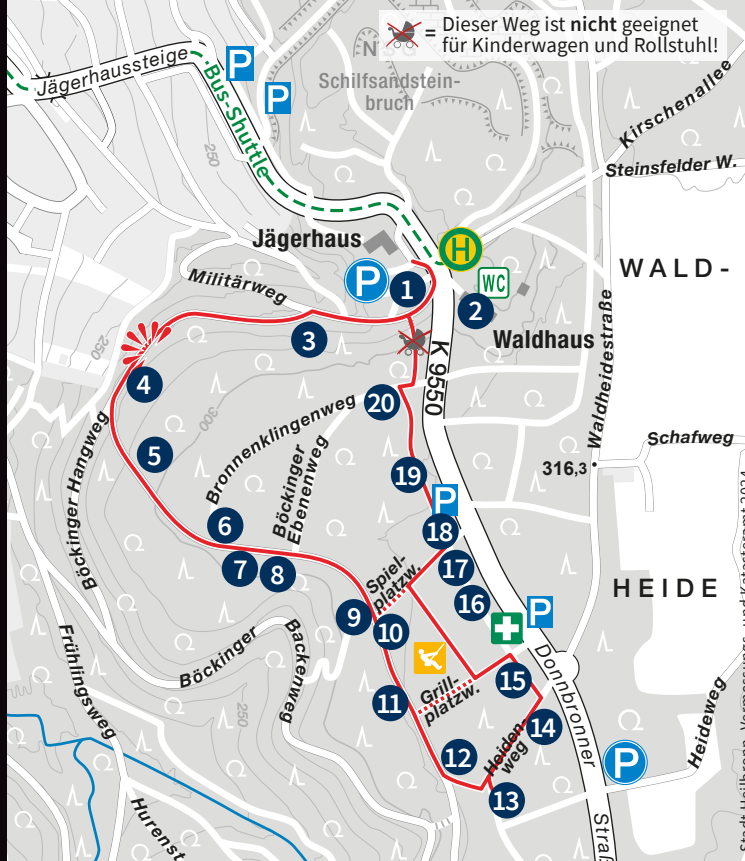 = Dieser Weg ist nicht geeignet
für Kinderwagen und Rollstuhl!
Jägerhaussteige
P
P
Schilfsandstein-
bruch
Bus-Shuttle
250
Kirschenallee
Steinsfelder W.
Jägerhaus
H
WALD-
P
1
WC
2
Militärweg
Waldhaus
3
250
K 9550
Waldheidestraße
4
300
20
Bronnenklingenweg
Böckinger
Ebenenweg
Schafweg
5
316,3
19
Böckinger Hangweg
P
6
18
7
8
17
Spiel-
platzw.
HEIDE
16
9
10
P
Frühlingsweg
Böckinger
Backenweg
15
Donnbronner
Grill-
platzw.
11
14
250
Heiden-
weg
Heideweg
12
P
13
Hurenst
Straß